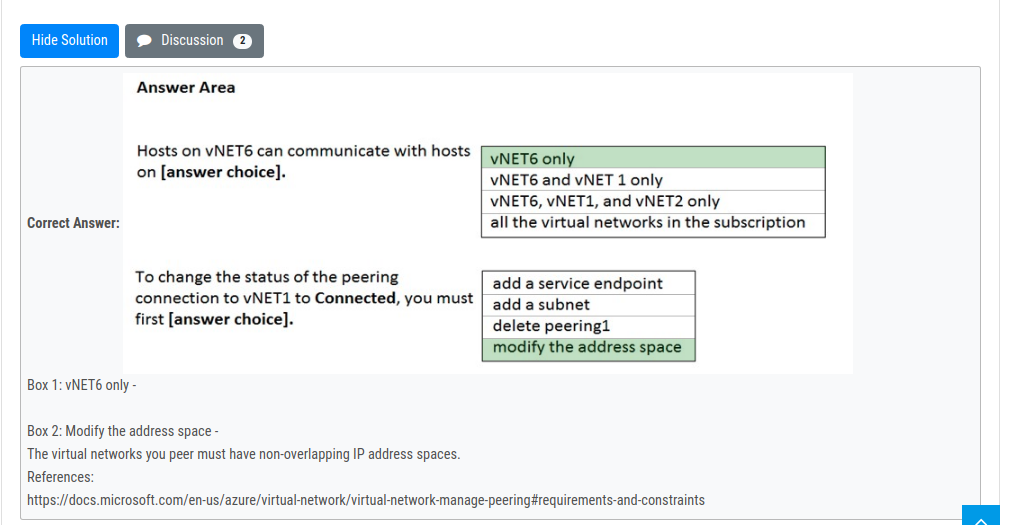 Hide Solution
Discussion 2
Answer Area
Hosts on vNET6 can communicate with hosts
on [answer choice].
vNET6 only
vNET6 and vNET 1 only
vNET6, vNET1, and vNET2 only
all the virtual networks in the subscription
Correct Answer:
To change the status of the peering
connection to vNET1 to Connected, you must
first [answer choice].
add a service endpoint
add a subnet
delete peering1
modify the address space
Box 1: vNET6 only -
Box 2: Modify the address space -
The virtual networks you peer must have non-overlapping IP address spaces.
References:
https://docs.microsoft.com/en-us/azure/virtual-network/virtual-network-manage-peering#requirements-and-constraints